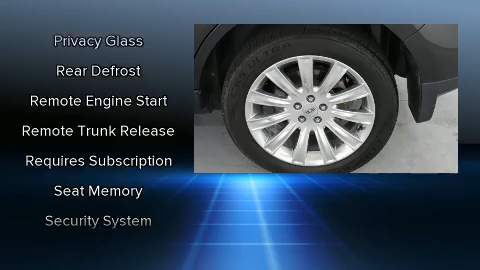 Privacy Glass
Rear Defrost
Remote Engine Start
Remote Trunk Release
Requires Subscription
Seat Memory
Security System